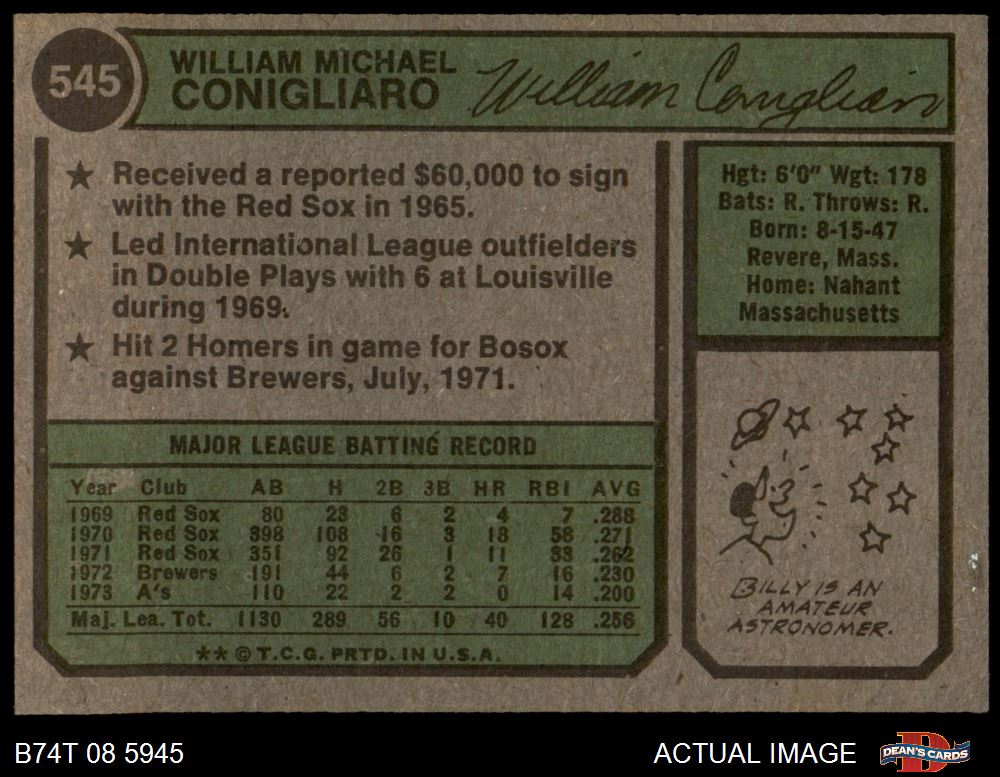 545
WILLIAM MICHAEL
CONIGLIARO
William Conigliaro
★ Received a reported $60,000 to sign
with the Red Sox in 1965.
★ Led International League outfielders
in Double Plays with 6 at Louisville
during 1969.
★ Hit 2 Homers in game for Bosox
against Brewers, July, 1971.
Hgt: 6'0" Wgt: 178
Bats: R. Throws: R.
Born: 8-15-47
Revere, Mass.
Home: Nahant
Massachusetts
MAJOR LEAGUE BATTING RECORD
Year Club AB H 2B 3B HR RBI AVG
1969 Red Sox 80 23 6 2 4 7 .288
1970 Red Sox 398 108 16 3 18 58 .271
1971 Red Sox 351 92 26 1 11 33 .262
1972 Brewers 191 44 6 2 7 16 .230
1973 A's 110 22 2 2 0 14 .200
Maj. Lea. Tot. 1130 289 56 10 40 128 .256
★★ © T.C.G. PRTD. IN U.S.A.
BILLY IS AN
AMATEUR
ASTRONOMER.
B74T 08 5945
ACTUAL IMAGE
DEAN'S CARDS